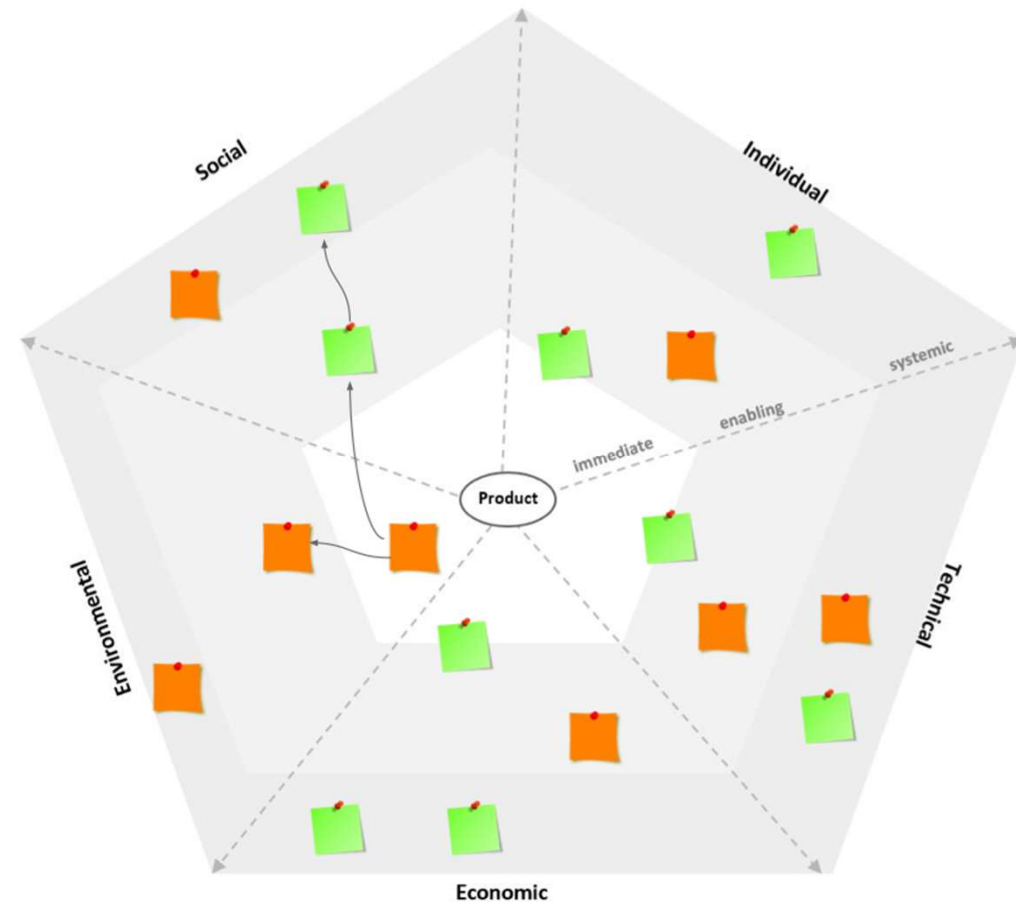 Social
Individual
systemic
enabling
immediate
Product
Environmental
Technical
Economic